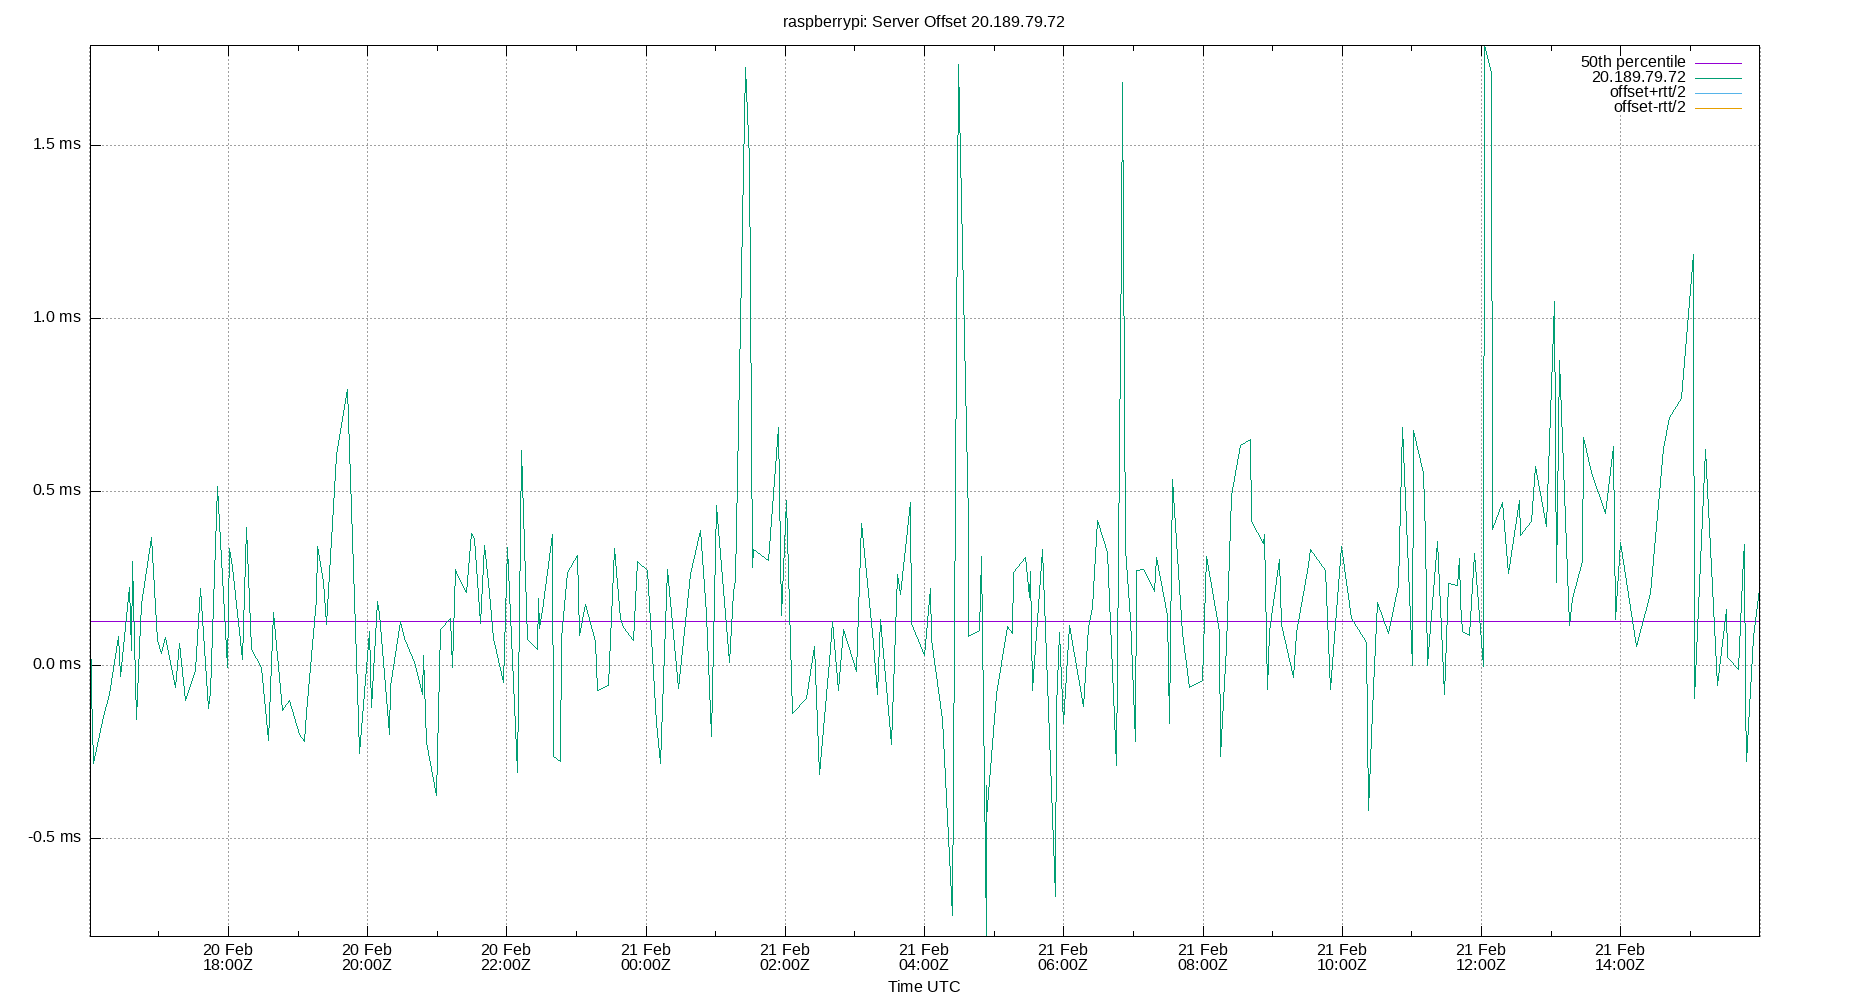 raspberrypi: Server Offset 20.189.79.72
50th percentile
20.189.79.72
offset+rtt/2
offset-rtt/2
1.5 ms
1.0 ms
0.5 ms
0.0 ms
-0.5 ms
20 Feb 20 Feb 20 Feb 21 Feb 21 Feb 21 Feb 21 Feb 21 Feb 21 Feb 21 Feb 21 Feb
18:00Z 20:00Z 22:00Z 00:00Z 02:00Z 04:00Z 06:00Z 08:00Z 10:00Z 12:00Z 14:00Z
Time UTC